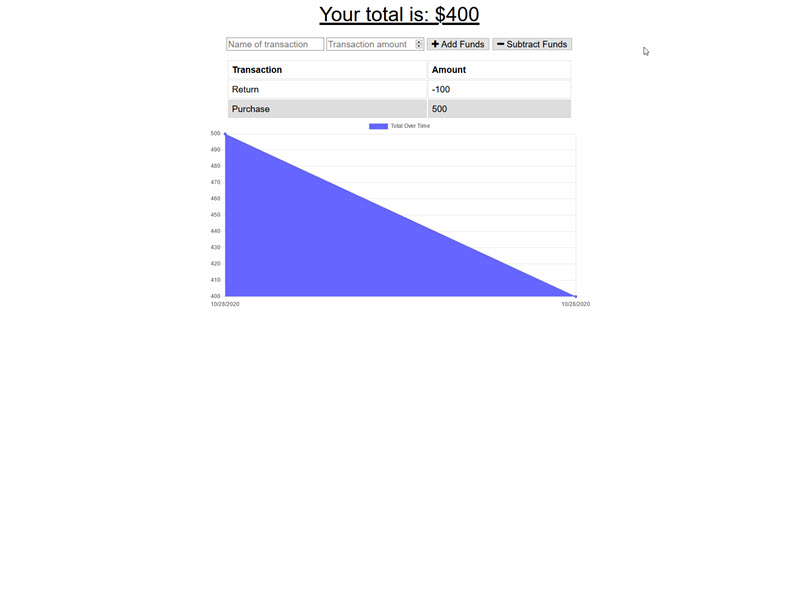 Your total is: $400
Name of transaction Transaction amount Add Funds Subtract Funds
Transaction Amount
Return -100
Purchase 500
Total Over Time
500
490
480
470
460
450
440
430
420
410
400
10/28/2020 10/28/2020